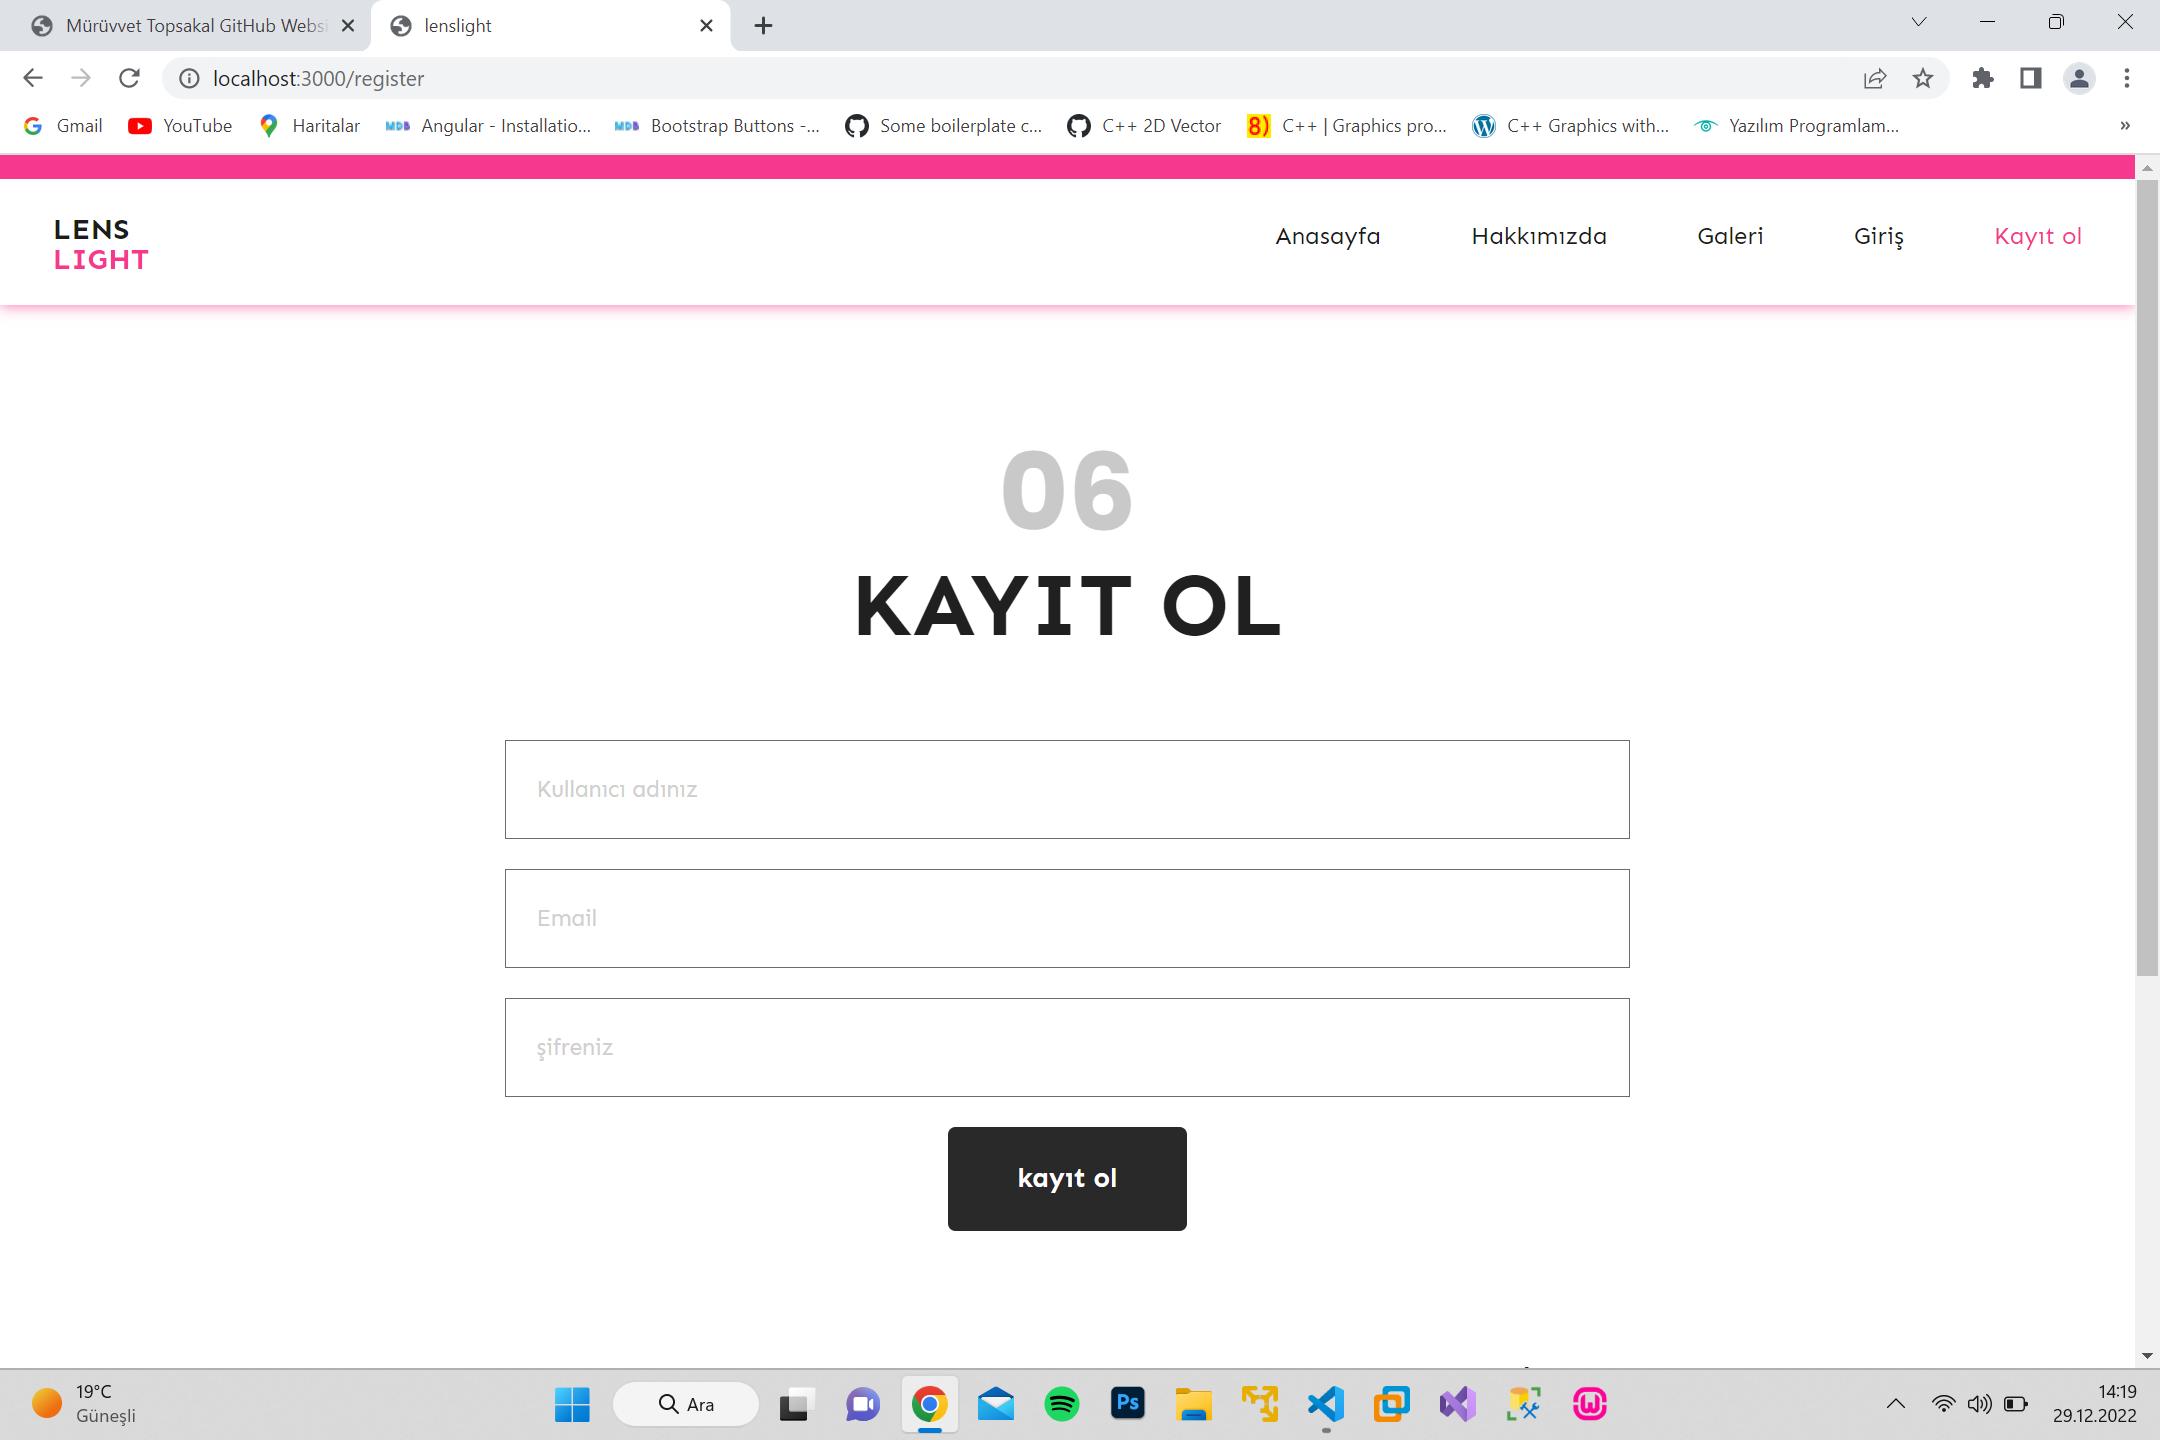 Mürüvvet Topsakal GitHub Websi
lenslight
localhost:3000/register
Gmail
YouTube
Haritalar
Angular - Installatio...
Bootstrap Buttons -...
Some boilerplate c...
C++ 2D Vector
C++ | Graphics pro...
C++ Graphics with...
Yazılım Programlam...
»
LENS
LIGHT
Anasayfa
Hakkımızda
Galeri
Giriş
Kayıt ol
06
KAYIT OL
Kullanıcı adınız
Email
şifreniz
kayıt ol
19°C
Güneşli
Ara
Ps
14:19
29.12.2022